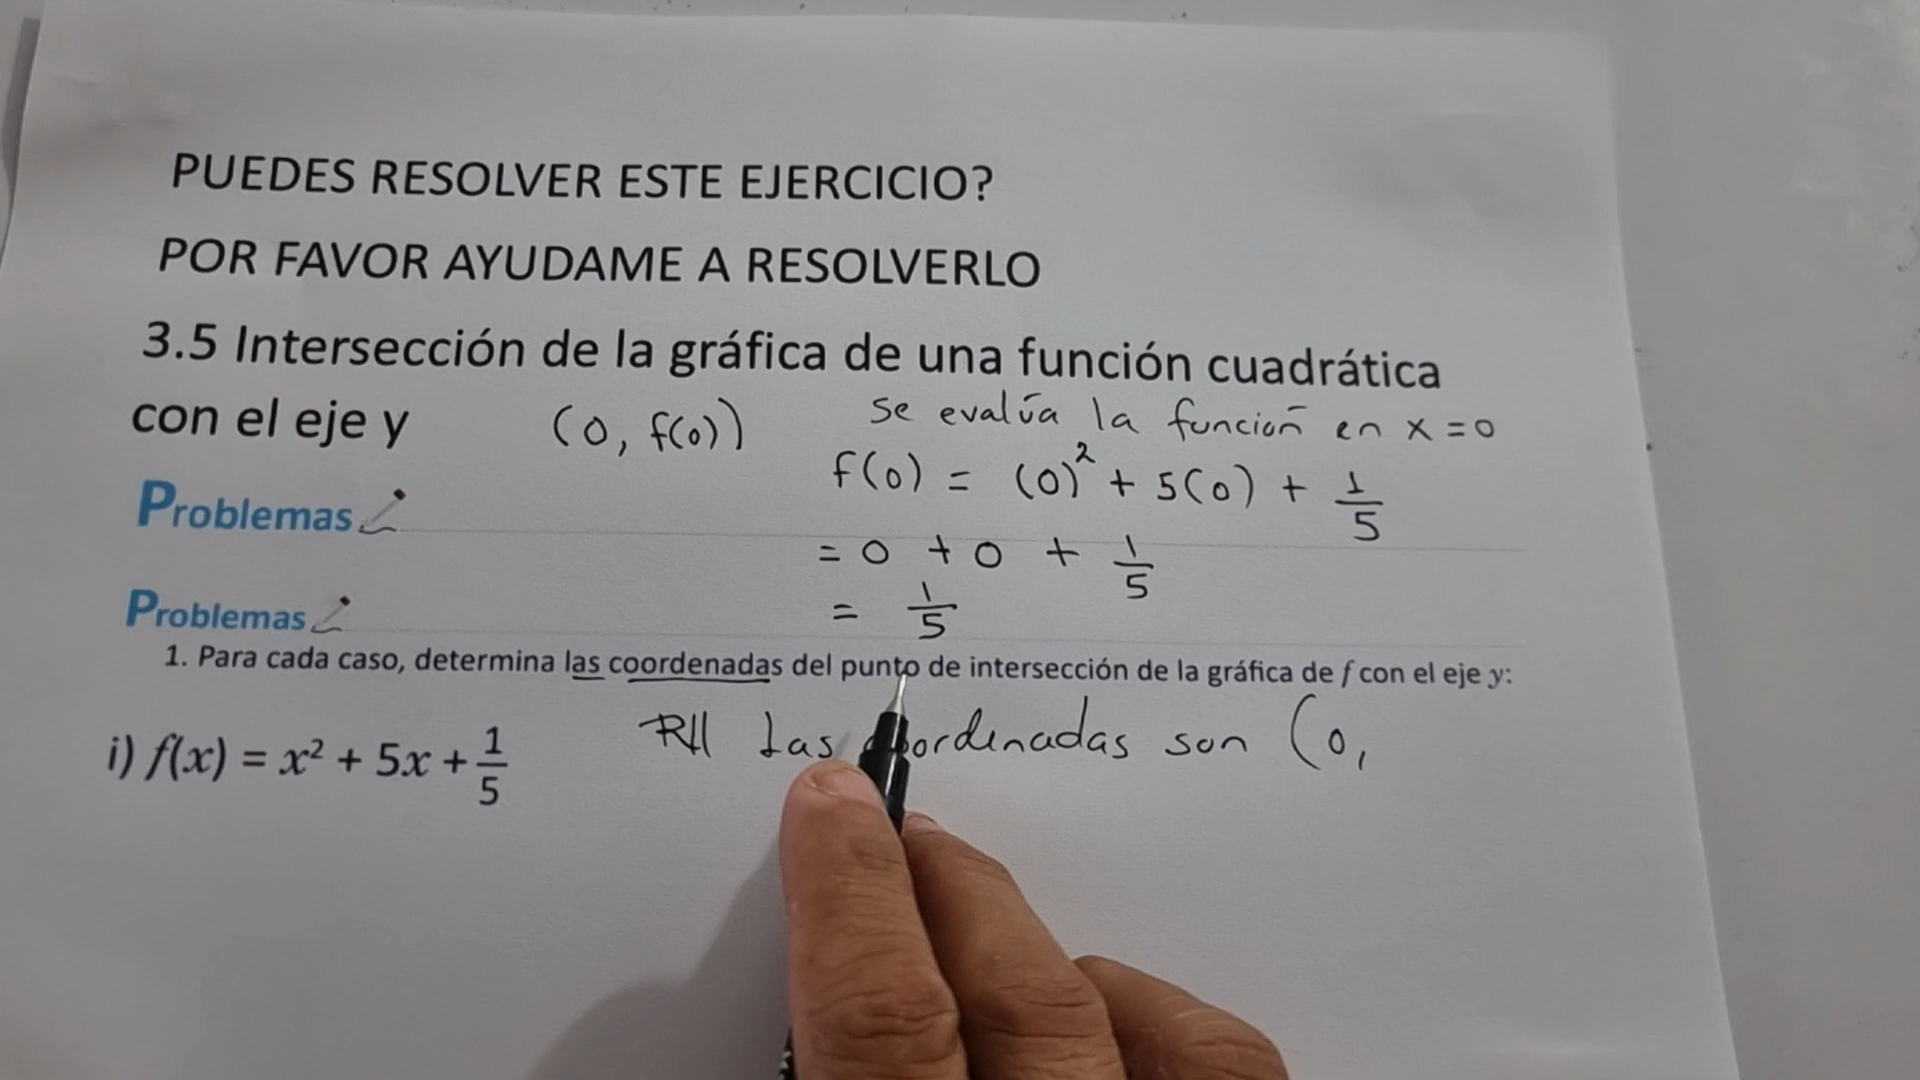 PUEDES RESOLVER ESTE EJERCICIO?
POR FAVOR AYUDAME A RESOLVERLO
3.5 Intersección de la gráfica de una función cuadrática
con el eje y
(0, f(0))
Se evalúa la función en x = 0
f(0) = (0)² + 5(0) + 1/5
Problemas
= 0 + 0 + 1/5
= 1/5
Problemas
1. Para cada caso, determina las coordenadas del punto de intersección de la gráfica de f con el eje y:
R// Las coordenadas son (0,
i) f(x) = x² + 5x + 1/5